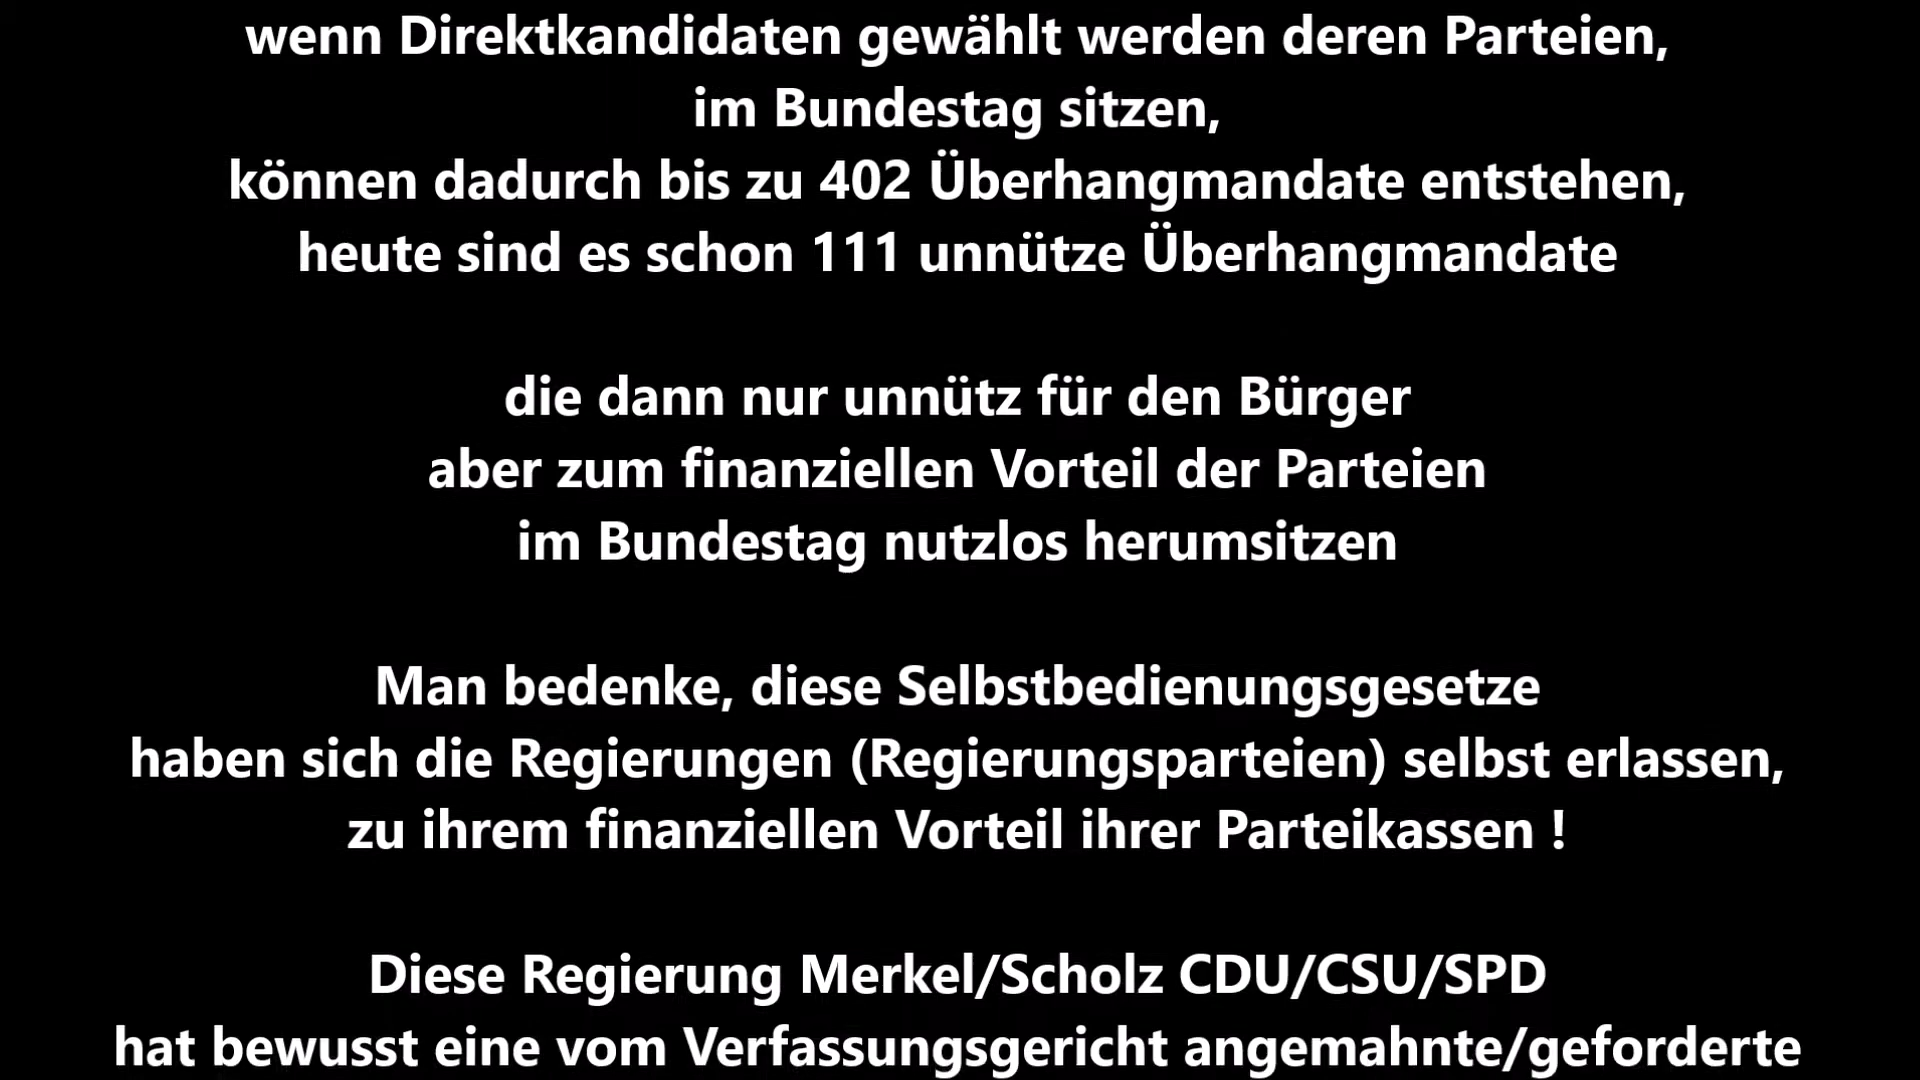 wenn Direktkandidaten gewählt werden deren Parteien,
im Bundestag sitzen,
können dadurch bis zu 402 Überhangmandate entstehen,
heute sind es schon 111 unnütze Überhangmandate
die dann nur unnütz für den Bürger
aber zum finanziellen Vorteil der Parteien
im Bundestag nutzlos herumsitzen
Man bedenke, diese Selbstbedienungsgesetze
haben sich die Regierungen (Regierungsparteien) selbst erlassen,
zu ihrem finanziellen Vorteil ihrer Parteikassen !
Diese Regierung Merkel/Scholz CDU/CSU/SPD
hat bewusst eine vom Verfassungsgericht angemahnte/geforderte